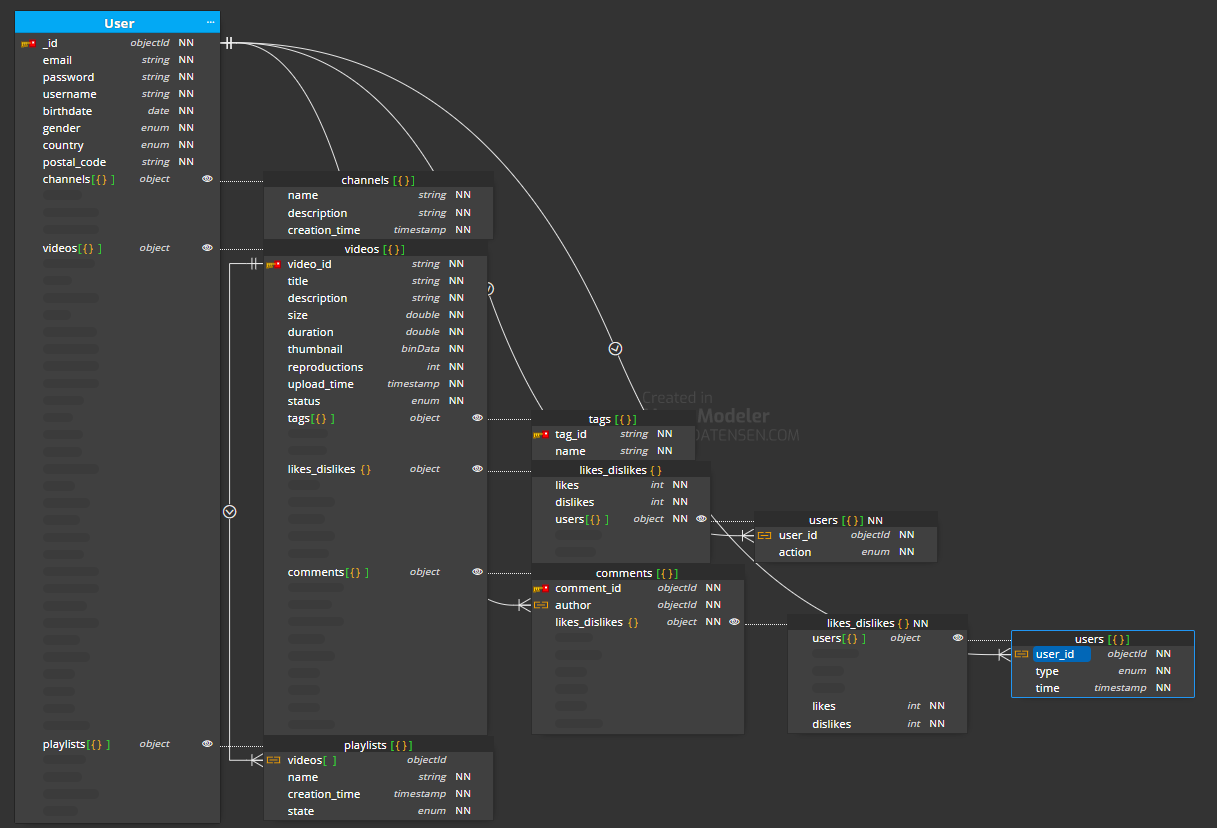 User ...
_id objectId NN
email string NN
password string NN
username string NN
birthdate date NN
gender enum NN
country enum NN
postal_code string NN
channels[{} ] object
channels [{}]
name string NN
description string NN
creation_time timestamp NN
videos[{} ] object
videos [{}]
video_id string NN
title string NN
description string NN
size double NN
duration double NN
thumbnail binData NN
reproductions int NN
upload_time timestamp NN
status enum NN
tags[{} ] object
Created in
Modeler
DATENSEN.COM
tags [{}]
tag_id string NN
name string NN
likes_dislikes {} object
likes_dislikes {}
likes int NN
dislikes int NN
users[{} ] object NN
users [{}] NN
user_id objectId NN
action enum NN
comments[{} ] object
comments [{}]
comment_id objectId NN
author objectId NN
likes_dislikes {} object NN
likes_dislikes {} NN
users[{} ] object
likes int NN
dislikes int NN
users [{}]
user_id objectId NN
type enum NN
time timestamp NN
playlists[{} ] object
playlists [{}]
videos[ ] objectId
name string NN
creation_time timestamp NN
state enum NN